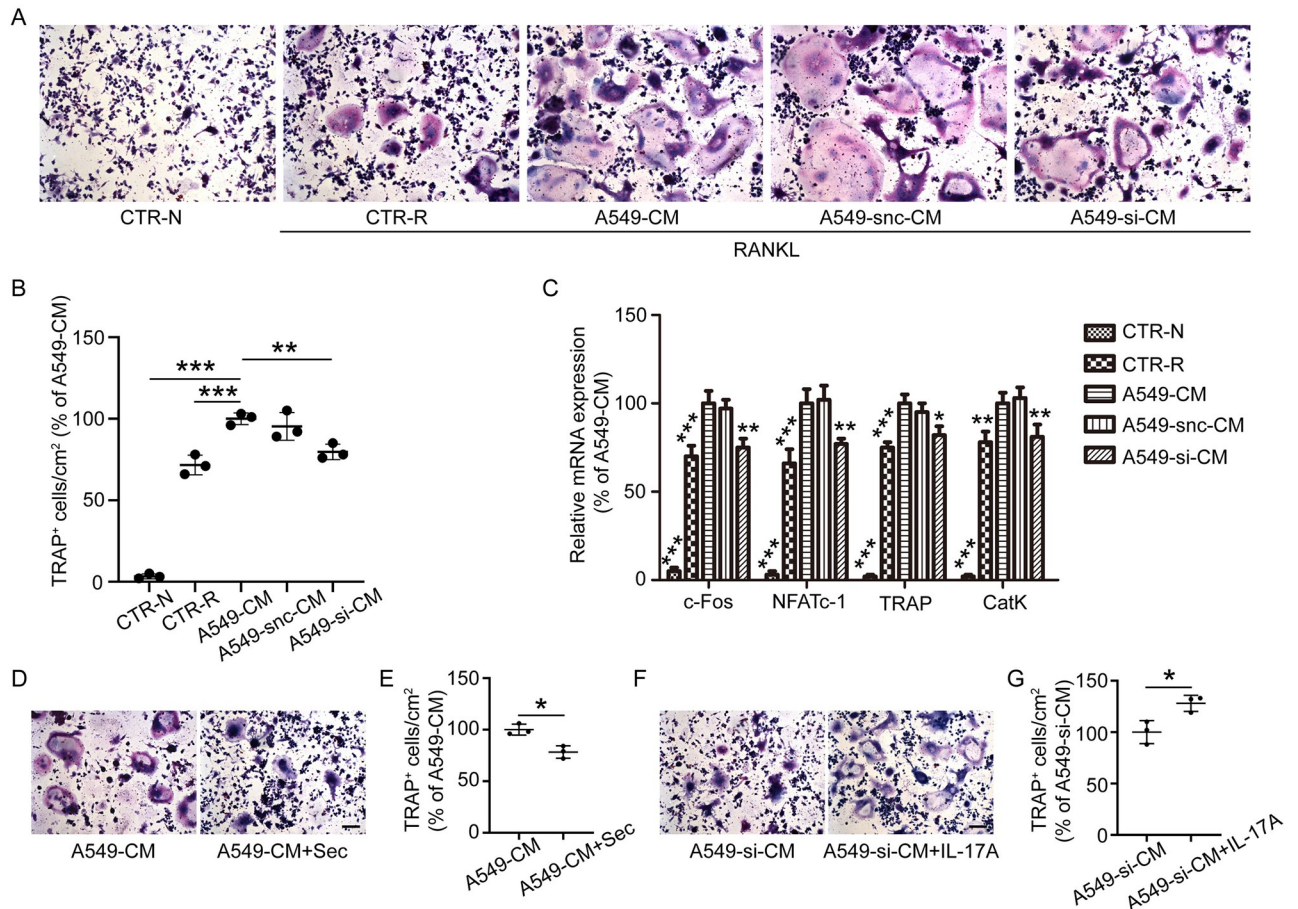 A
CTR-N
CTR-R
A549-CM
A549-snc-CM
A549-si-CM
RANKL
B
TRAP⁺ cells/cm² (% of A549-CM)
150
100
50
0
***
***
**
CTR-N
CTR-R
A549-CM
A549-snc-CM
A549-si-CM
C
Relative mRNA expression
(% of A549-CM)
150
100
50
0
***
***
**
***
***
**
***
***
*
***
**
**
c-Fos
NFATc-1
TRAP
CatK
CTR-N
CTR-R
A549-CM
A549-snc-CM
A549-si-CM
D
A549-CM
A549-CM+Sec
E
TRAP⁺ cells/cm²
(% of A549-CM)
150
100
50
0
*
A549-CM
A549-CM+Sec
F
A549-si-CM
A549-si-CM+IL-17A
G
TRAP⁺ cells/cm²
(% of A549-si-CM)
150
100
50
0
*
A549-si-CM
A549-si-CM+IL-17A